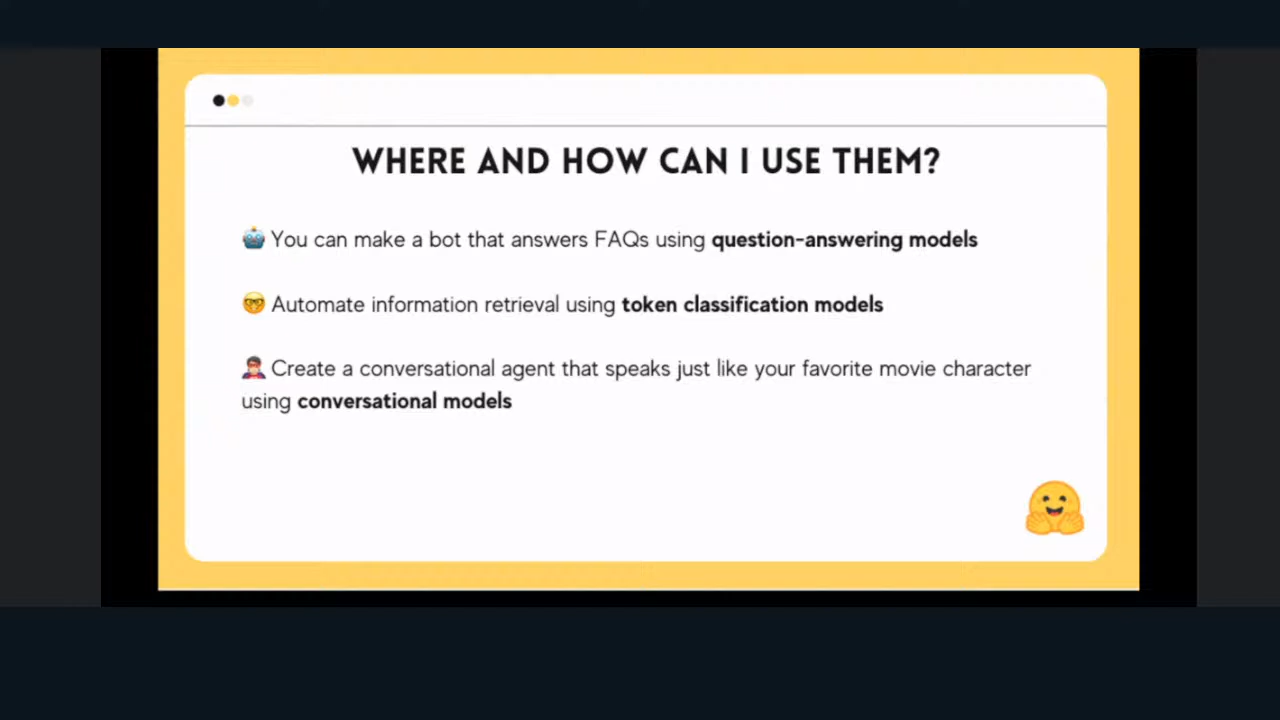 WHERE AND HOW CAN I USE THEM?
🤖 You can make a bot that answers FAQs using question-answering models
🤓 Automate information retrieval using token classification models
🦸🏻 Create a conversational agent that speaks just like your favorite movie character
using conversational models